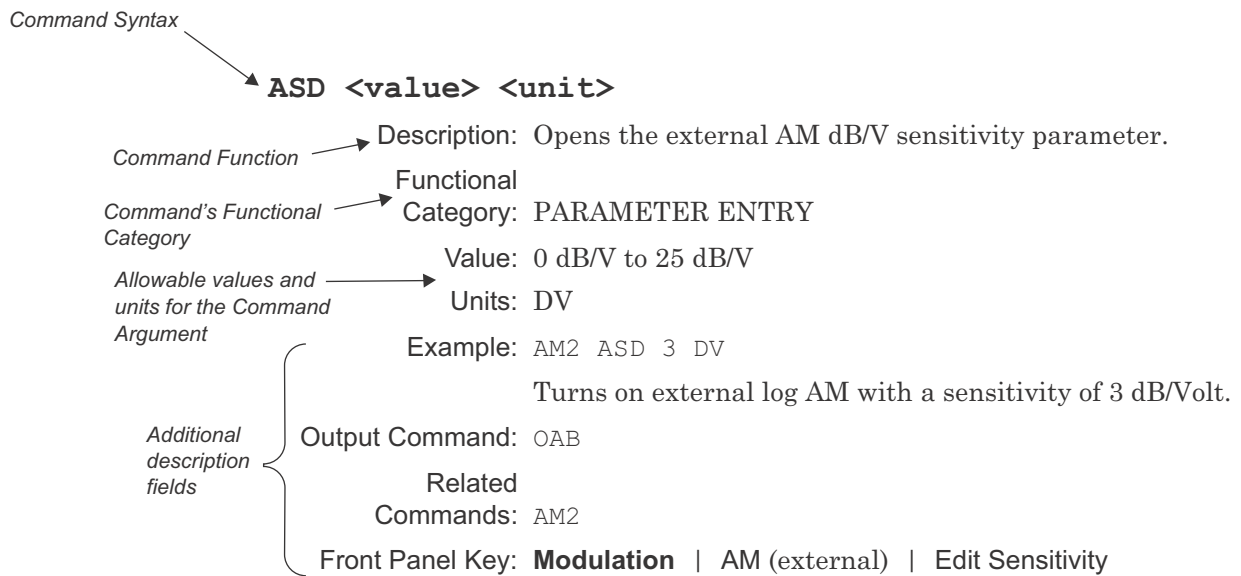 Command Syntax
ASD <value> <unit>
Description: Opens the external AM dB/V sensitivity parameter.
Command Function
Functional
Category: PARAMETER ENTRY
Command's Functional
Category
Value: 0 dB/V to 25 dB/V
Allowable values and
units for the Command
Argument
Units: DV
Example: AM2 ASD 3 DV
Turns on external log AM with a sensitivity of 3 dB/Volt.
Additional
description
fields
Output Command: OAB
Related
Commands: AM2
Front Panel Key: Modulation | AM (external) | Edit Sensitivity